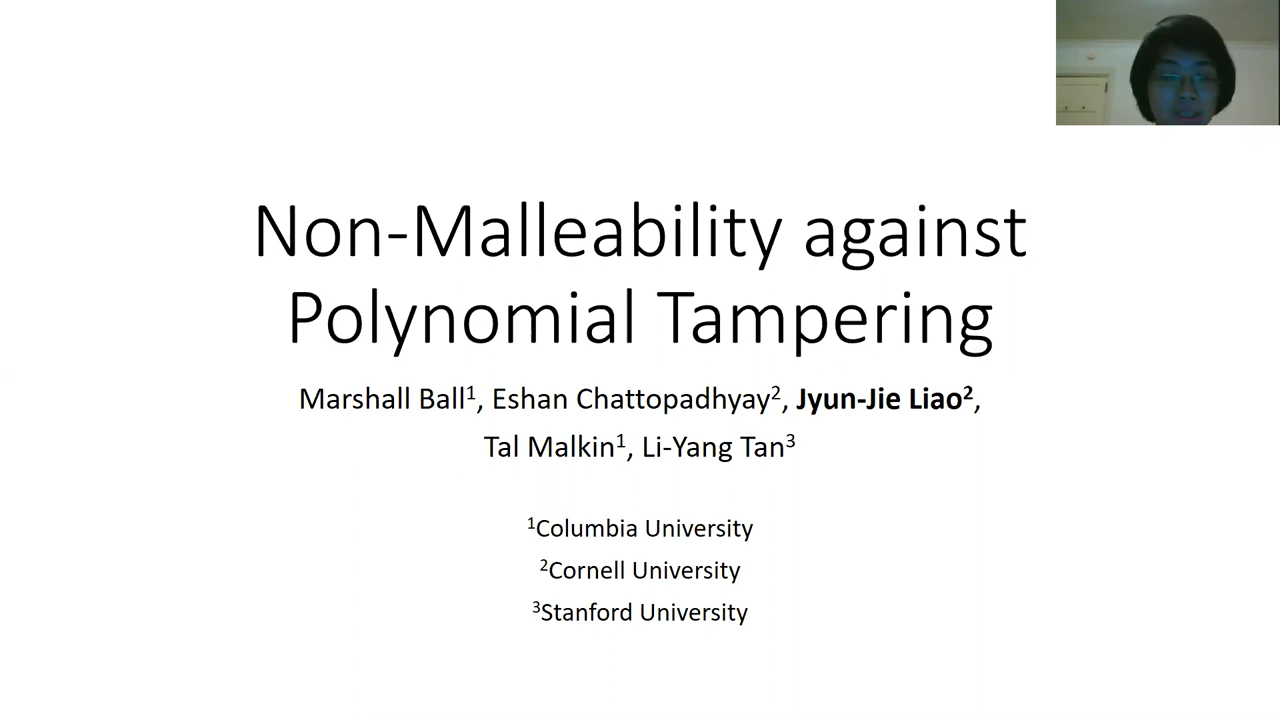 Non-Malleability against
Polynomial Tampering
Marshall Ball¹, Eshan Chattopadhyay², Jyun-Jie Liao²,
Tal Malkin¹, Li-Yang Tan³
¹Columbia University
²Cornell University
³Stanford University